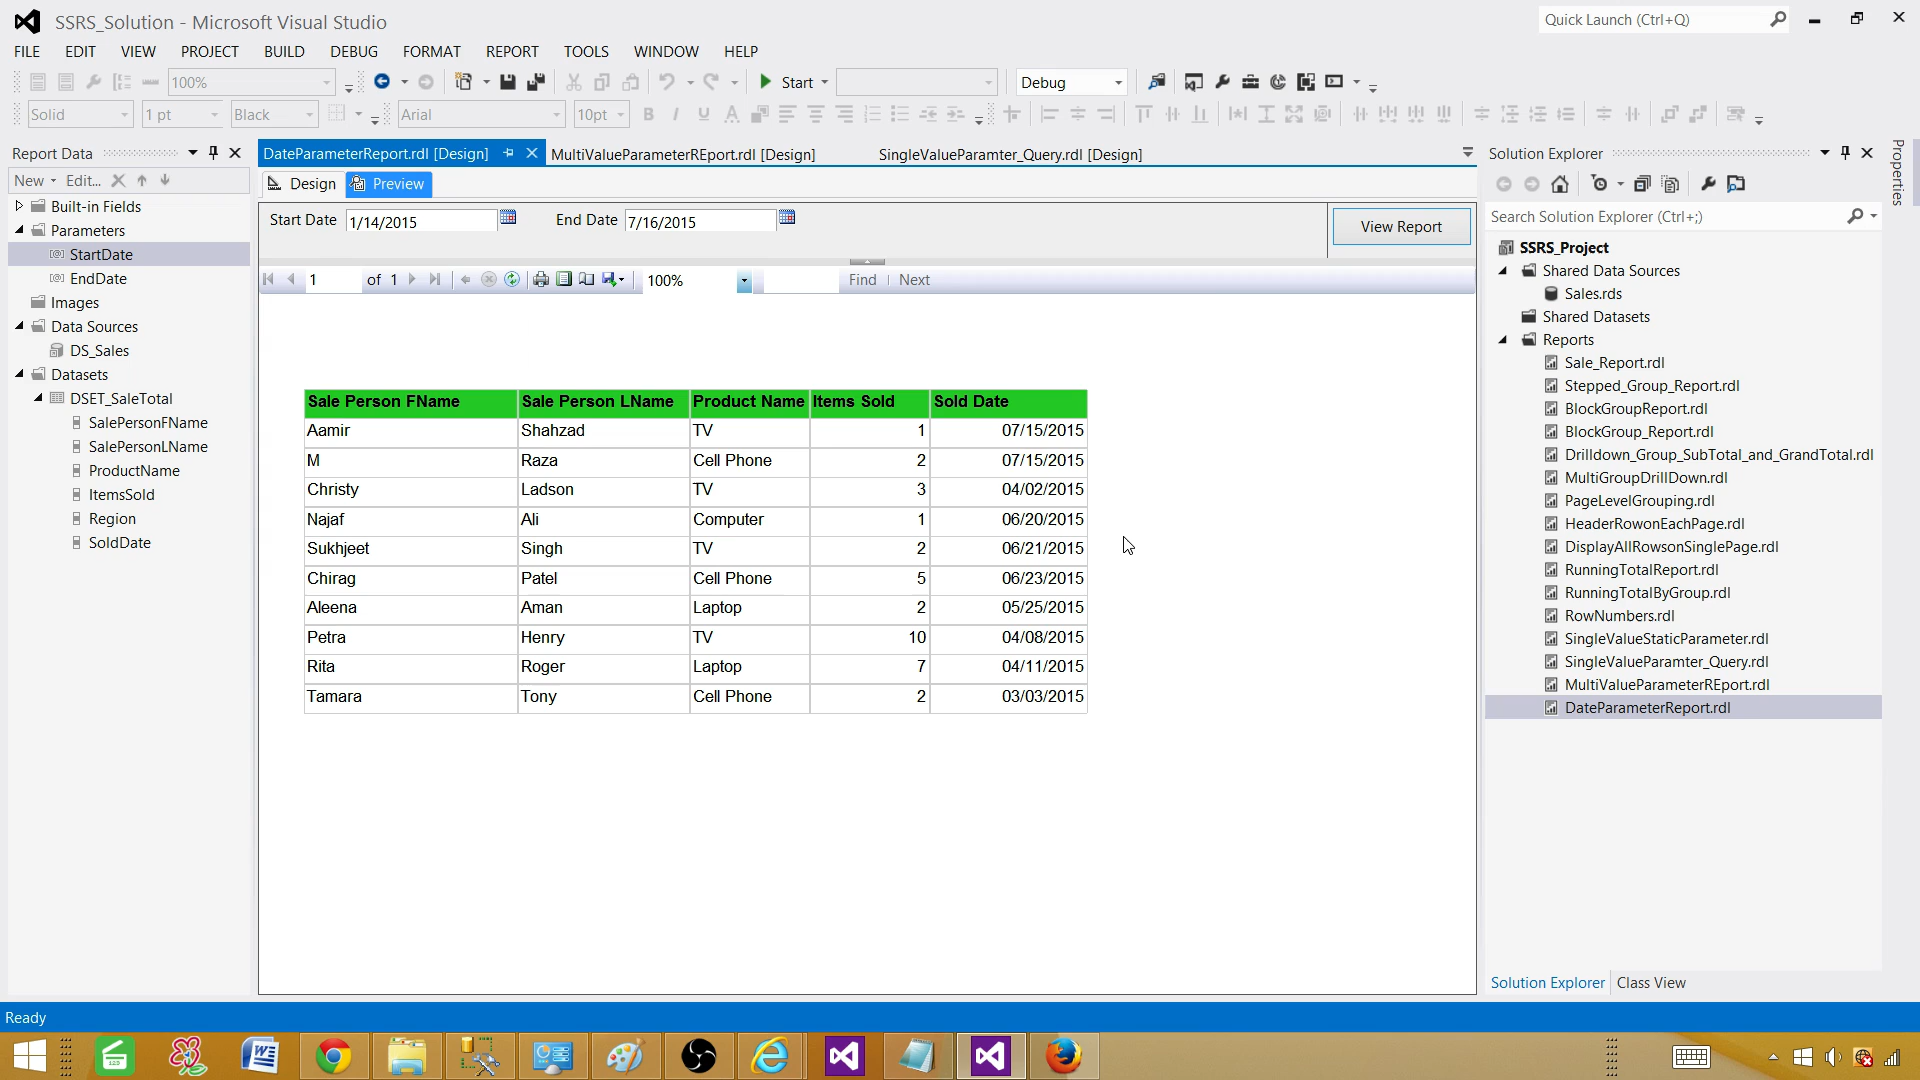 SSRS_Solution - Microsoft Visual Studio
Quick Launch (Ctrl+Q)
FILE EDIT VIEW PROJECT BUILD DEBUG FORMAT REPORT TOOLS WINDOW HELP
100% Start Debug
Solid 1 pt Black Arial 10pt B I U A
Report Data
New Edit...
Built-in Fields
Parameters
StartDate
EndDate
Images
Data Sources
DS_Sales
Datasets
DSET_SaleTotal
SalePersonFName
SalePersonLName
ProductName
ItemsSold
Region
SoldDate
DateParameterReport.rdl [Design] MultiValueParameterREport.rdl [Design] SingleValueParamter_Query.rdl [Design]
Design Preview
Start Date 1/14/2015 End Date 7/16/2015 View Report
1 of 1 100% Find Next
Sale Person FName Sale Person LName Product Name Items Sold Sold Date
Aamir Shahzad TV 1 07/15/2015
M Raza Cell Phone 2 07/15/2015
Christy Ladson TV 3 04/02/2015
Najaf Ali Computer 1 06/20/2015
Sukhjeet Singh TV 2 06/21/2015
Chirag Patel Cell Phone 5 06/23/2015
Aleena Aman Laptop 2 05/25/2015
Petra Henry TV 10 04/08/2015
Rita Roger Laptop 7 04/11/2015
Tamara Tony Cell Phone 2 03/03/2015
Solution Explorer
Search Solution Explorer (Ctrl+;)
SSRS_Project
Shared Data Sources
Sales.rds
Shared Datasets
Reports
Sale_Report.rdl
Stepped_Group_Report.rdl
BlockGroupReport.rdl
BlockGroup_Report.rdl
Drilldown_Group_SubTotal_and_GrandTotal.rdl
MultiGroupDrillDown.rdl
PageLevelGrouping.rdl
HeaderRowonEachPage.rdl
DisplayAllRowsonSinglePage.rdl
RunningTotalReport.rdl
RunningTotalByGroup.rdl
RowNumbers.rdl
SingleValueStaticParameter.rdl
SingleValueParamter_Query.rdl
MultiValueParameterREport.rdl
DateParameterReport.rdl
Solution Explorer Class View
Properties
Ready